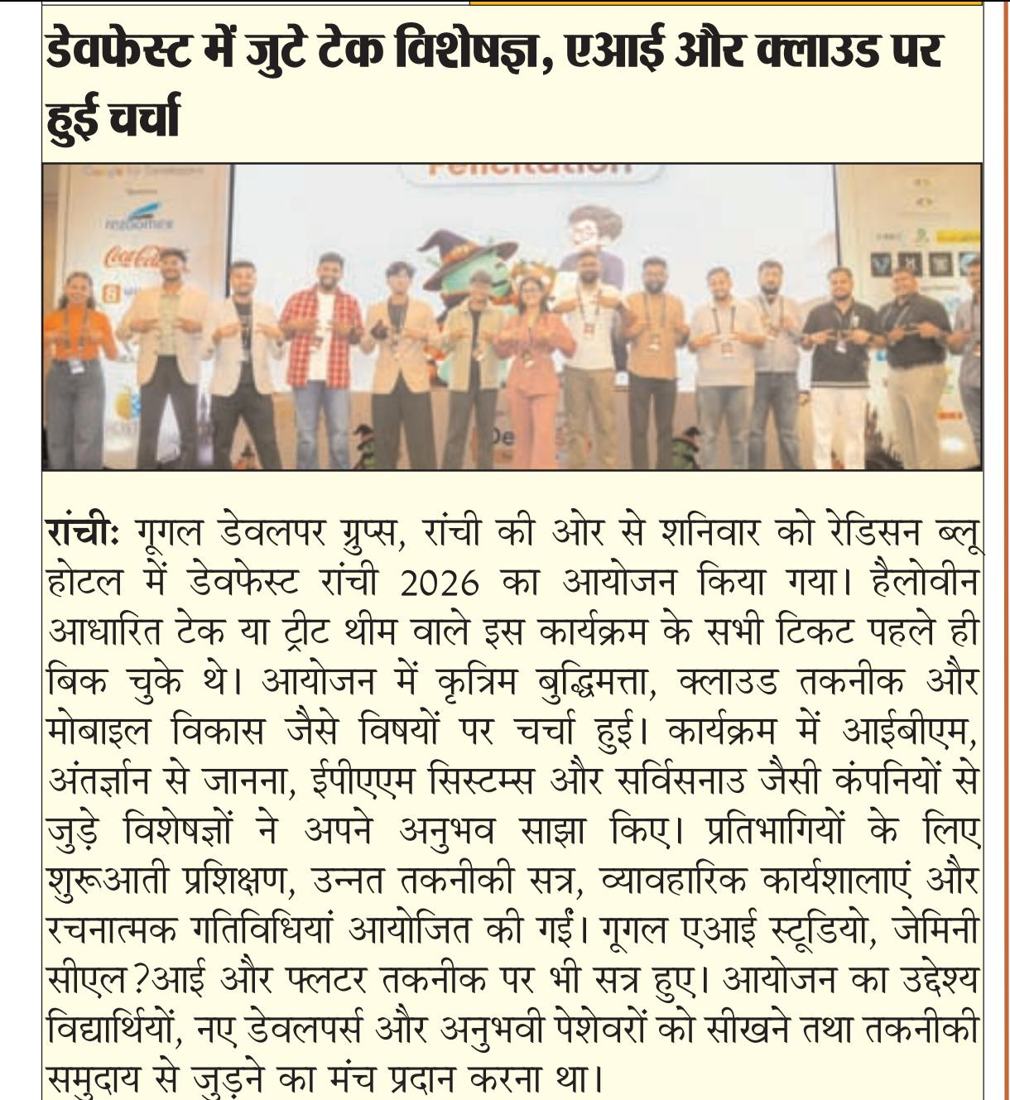 डेवफेस्ट में जुटे टेक विशेषज्ञ, एआई और क्लाउड पर
हुई चर्चा
Felicitation
Google for Developers
rezoomex
Coca-Cola
रांची: गूगल डेवलपर ग्रुप्स, रांची की ओर से शनिवार को रेडिसन ब्लू
होटल में डेवफेस्ट रांची 2026 का आयोजन किया गया। हैलोवीन
आधारित टेक या ट्रीट थीम वाले इस कार्यक्रम के सभी टिकट पहले ही
बिक चुके थे। आयोजन में कृत्रिम बुद्धिमत्ता, क्लाउड तकनीक और
मोबाइल विकास जैसे विषयों पर चर्चा हुई। कार्यक्रम में आईबीएम,
अंतर्ज्ञान से जानना, ईपीएएम सिस्टम्स और सर्विसनाउ जैसी कंपनियों से
जुड़े विशेषज्ञों ने अपने अनुभव साझा किए। प्रतिभागियों के लिए
शुरूआती प्रशिक्षण, उन्नत तकनीकी सत्र, व्यावहारिक कार्यशालाएं और
रचनात्मक गतिविधियां आयोजित की गईं। गूगल एआई स्टूडियो, जेमिनी
सीएल?आई और फ्लटर तकनीक पर भी सत्र हुए। आयोजन का उद्देश्य
विद्यार्थियों, नए डेवलपर्स और अनुभवी पेशेवरों को सीखने तथा तकनीकी
समुदाय से जुड़ने का मंच प्रदान करना था।